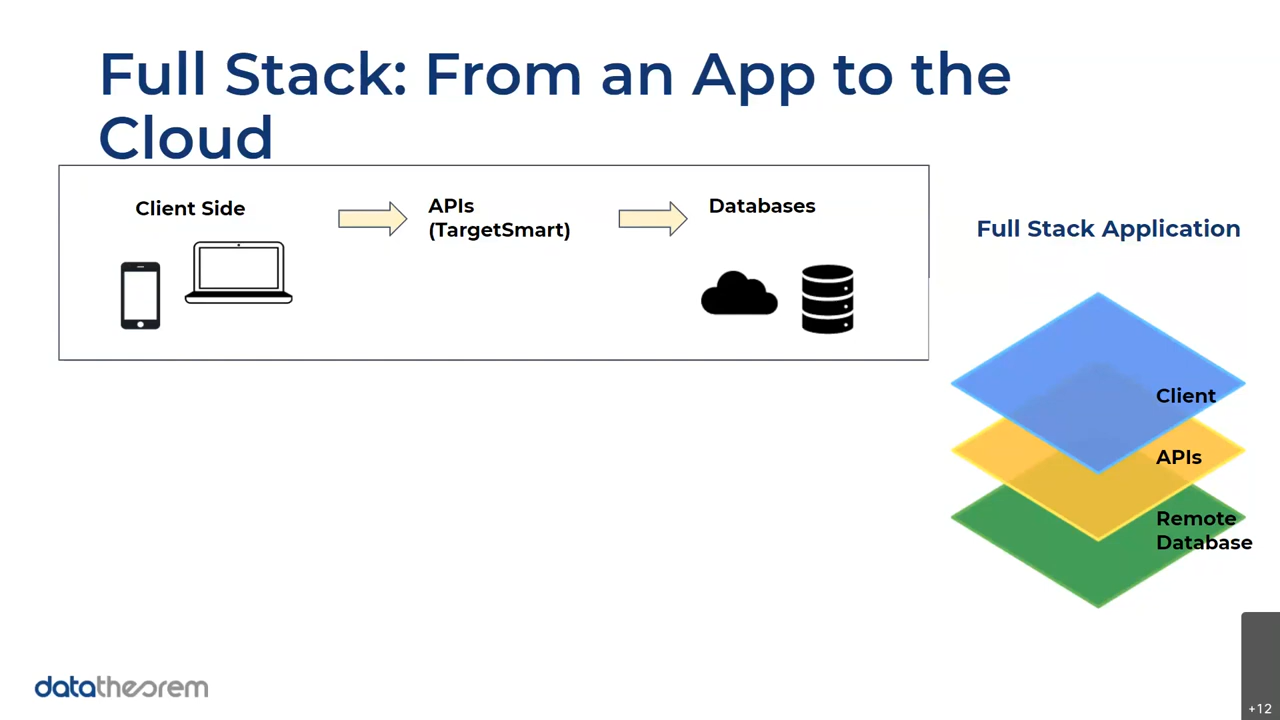 Full Stack: From an App to the
Cloud
Client Side
APIs
(TargetSmart)
Databases
Full Stack Application
Client
APIs
Remote
Database
datatheorem
+12